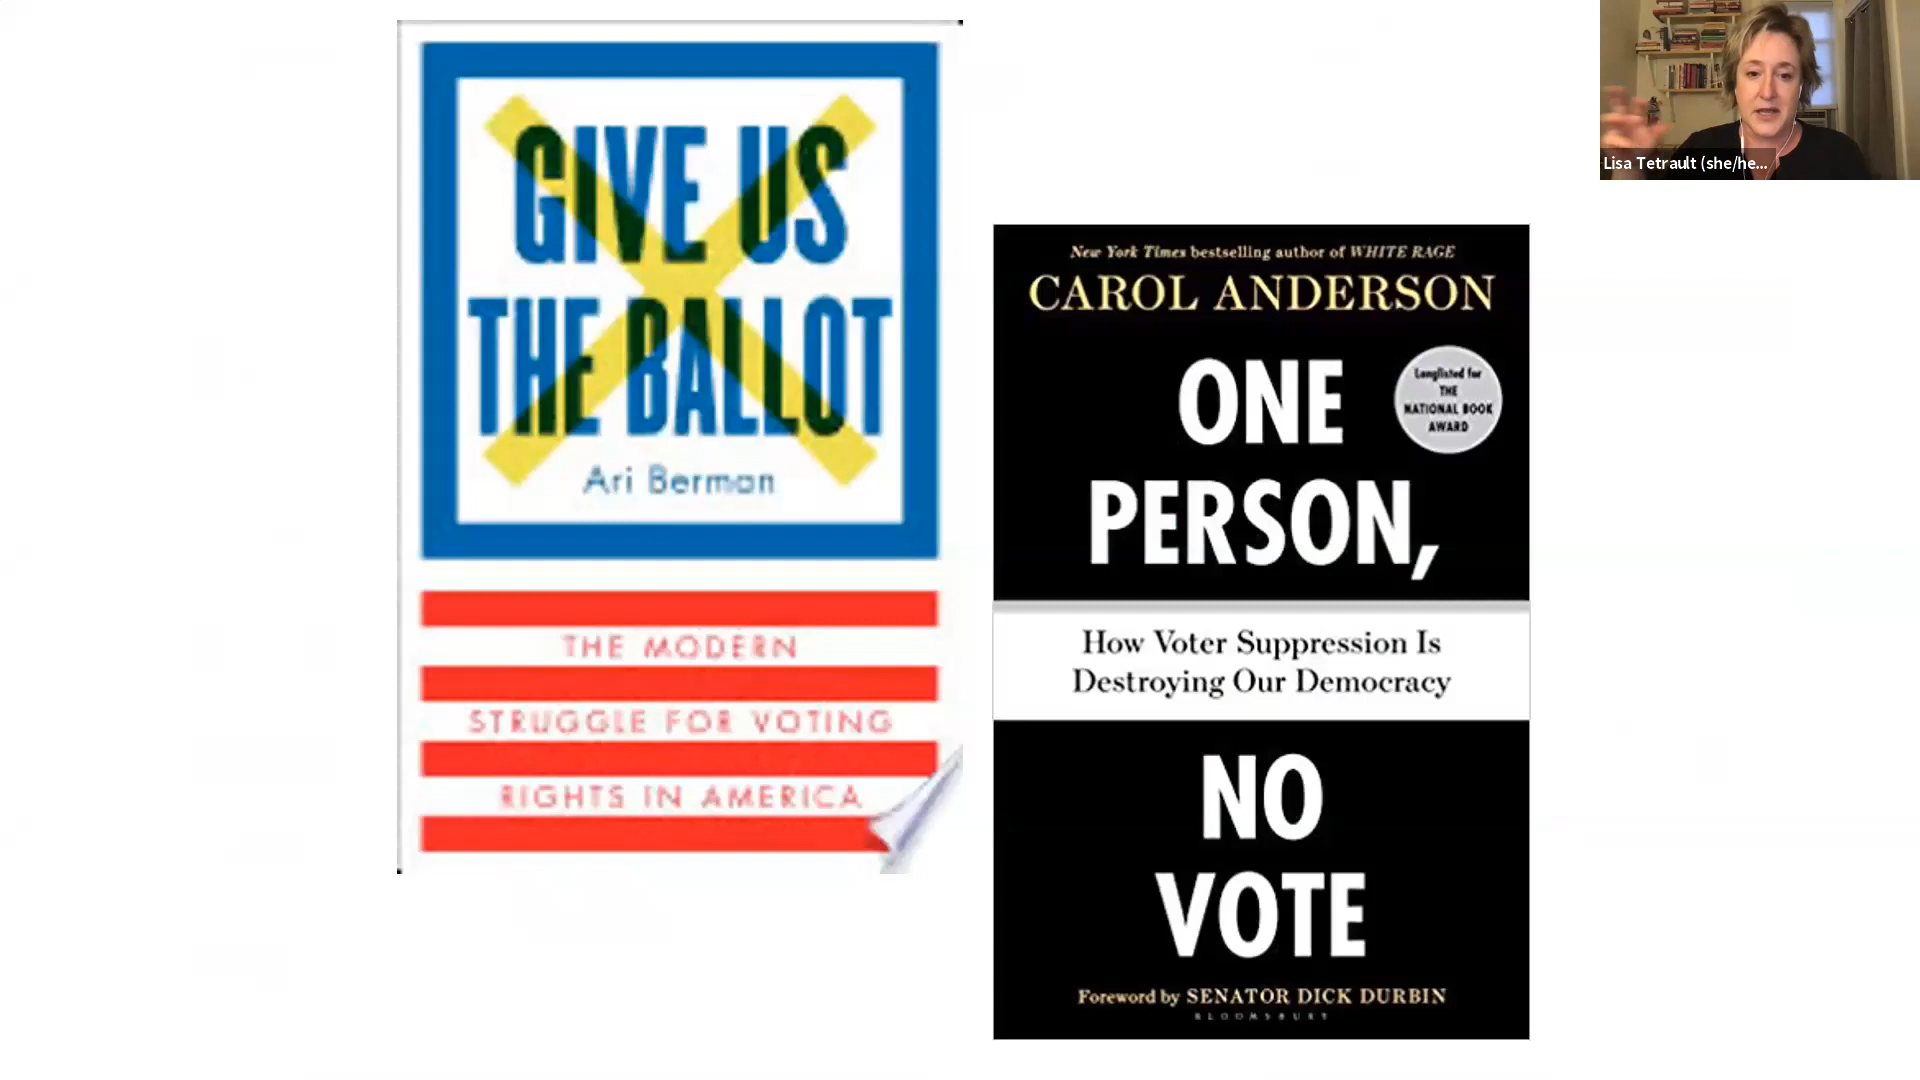 GIVE US
THE BALLOT
Ari Berman
THE MODERN
STRUGGLE FOR VOTING
RIGHTS IN AMERICA
New York Times bestselling author of WHITE RAGE
CAROL ANDERSON
Longlisted for
THE
NATIONAL BOOK
AWARD
ONE
PERSON,
How Voter Suppression Is
Destroying Our Democracy
NO
VOTE
Foreword by SENATOR DICK DURBIN
BLOOMSBURY
Lisa Tetrault (she/he...